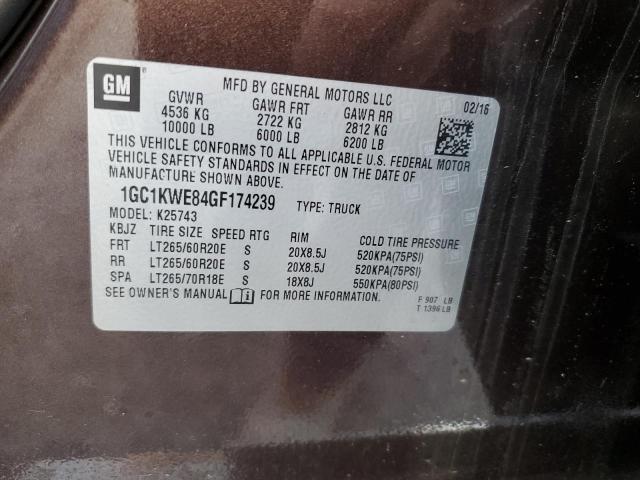 GM
MFD BY GENERAL MOTORS LLC
02/16
GVWR GAWR FRT GAWR RR
4536 KG 2722 KG 2812 KG
10000 LB 6000 LB 6200 LB
THIS VEHICLE CONFORMS TO ALL APPLICABLE U.S. FEDERAL MOTOR
VEHICLE SAFETY STANDARDS IN EFFECT ON THE DATE OF
MANUFACTURE SHOWN ABOVE.
1GC1KWE84GF174239 TYPE: TRUCK
MODEL: K25743
KBJZ TIRE SIZE SPEED RTG RIM COLD TIRE PRESSURE
FRT LT265/60R20E S 20X8.5J 520KPA(75PSI)
RR LT265/60R20E S 20X8.5J 520KPA(75PSI)
SPA LT265/70R18E S 18X8J 550KPA(80PSI)
SEE OWNER'S MANUAL FOR MORE INFORMATION.
F 907 LB
T 1396 LB